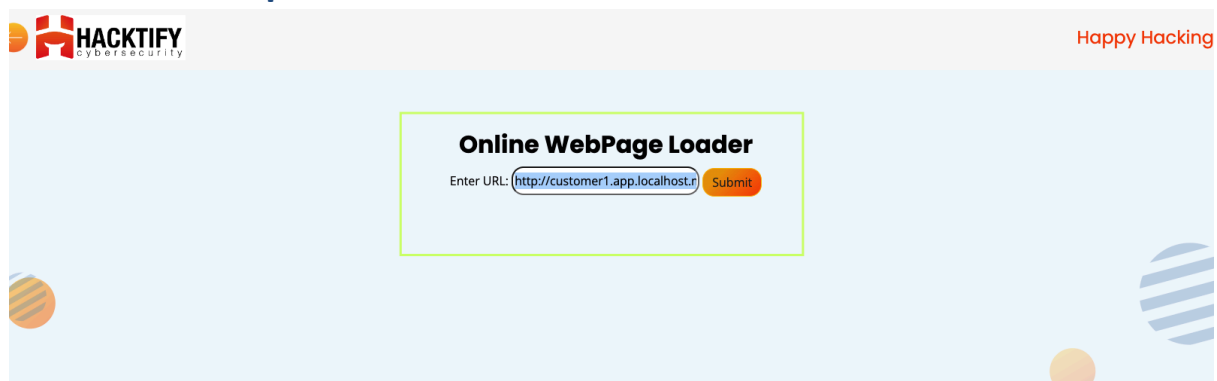 HACKTIFY
cybersecurity
Happy Hacking
Online WebPage Loader
Enter URL: http://customer1.app.localhost.r Submit